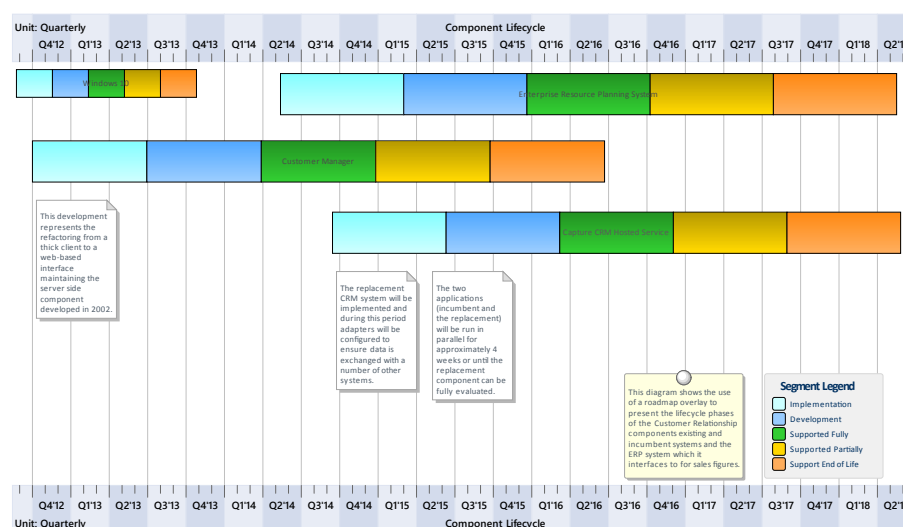 Unit: Quarterly Component Lifecycle
Q4'12 Q1'13 Q2'13 Q3'13 Q4'13 Q1'14 Q2'14 Q3'14 Q4'14 Q1'15 Q2'15 Q3'15 Q4'15 Q1'16 Q2'16 Q3'16 Q4'16 Q1'17 Q2'17 Q3'17 Q4'17 Q1'18
Windows 10
Enterprise Resource Planning System
Customer Manager
Capture CRM Hosted Service
This development
represents the
refactoring from a
thick client to a
web-based
interface
maintaining the
server side
component
developed in 2002.
The replacement
CRM system will be
implemented and
during this period
adapters will be
configured to
ensure data is
exchanged with a
number of other
systems.
The two
applications
(incumbent and
the replacement)
will be run in
parallel for
approximately 4
weeks or until the
replacement
component can be
fully evaluated.
This diagram shows the use
of a roadmap overlay to
present the lifecycle phases
of the Customer Relationship
components existing and
incumbent systems and the
ERP system which it
interfaces to for sales figures.
Segment Legend
Implementation
Development
Supported Fully
Supported Partially
Support End of Life
Q4'12 Q1'13 Q2'13 Q3'13 Q4'13 Q1'14 Q2'14 Q3'14 Q4'14 Q1'15 Q2'15 Q3'15 Q4'15 Q1'16 Q2'16 Q3'16 Q4'16 Q1'17 Q2'17 Q3'17 Q4'17 Q1'18
Unit: Quarterly Component Lifecycle